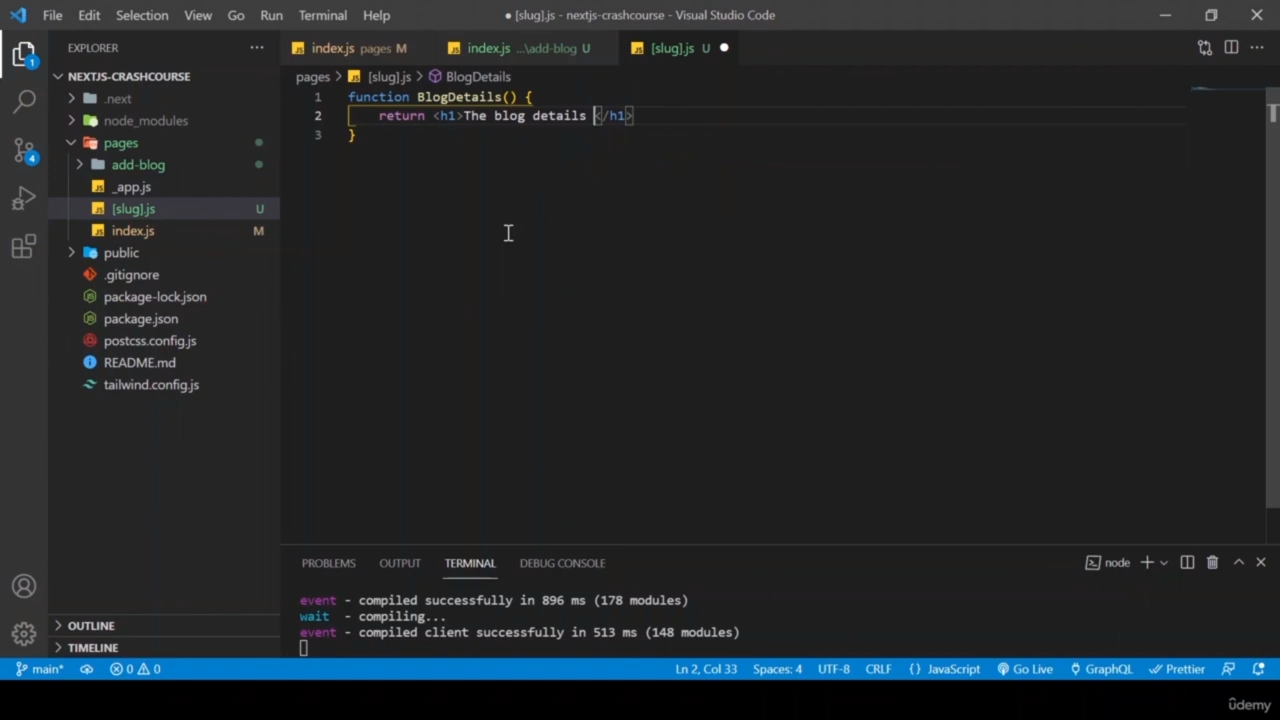 File Edit Selection View Go Run Terminal Help
● [slug].js - nextjs-crashcourse - Visual Studio Code
EXPLORER
index.js pages M
index.js ...\add-blog U
[slug].js U
NEXTJS-CRASHCOURSE
.next
node_modules
pages
add-blog
_app.js
[slug].js U
index.js M
public
.gitignore
package-lock.json
package.json
postcss.config.js
README.md
tailwind.config.js
OUTLINE
TIMELINE
pages > [slug].js > BlogDetails
1 function BlogDetails() {
2 return <h1>The blog details </h1>
3 }
PROBLEMS OUTPUT TERMINAL DEBUG CONSOLE
node
event - compiled successfully in 896 ms (178 modules)
wait - compiling...
event - compiled client successfully in 513 ms (148 modules)
1
4
main* 0 0
Ln 2, Col 33 Spaces: 4 UTF-8 CRLF {} JavaScript Go Live GraphQL Prettier
ûdemy